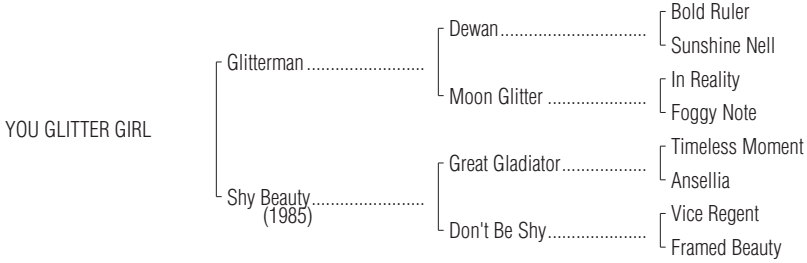 Bold Ruler
Dewan..............................
Sunshine Nell
Glitterman ........................
In Reality
Moon Glitter ....................
Foggy Note
YOU GLITTER GIRL
Timeless Moment
Great Gladiator.................
Ansellia
Shy Beauty.......................
(1985)
Vice Regent
Don't Be Shy....................
Framed Beauty